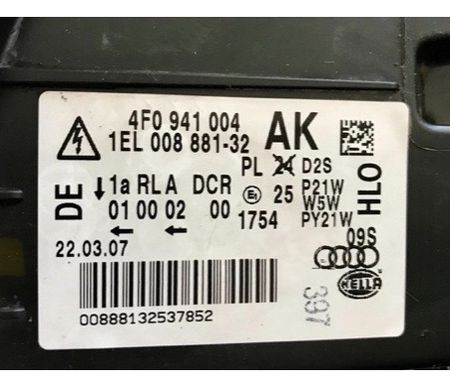 4F0 941 004 AK
1EL 008 881-32
PL 24 D2S
DE 1a RLA DCR E1 25 P21W HLO
W5W
01 00 02 00 1754 PY21W
22.03.07 09S
HELLA
397
00888132537852